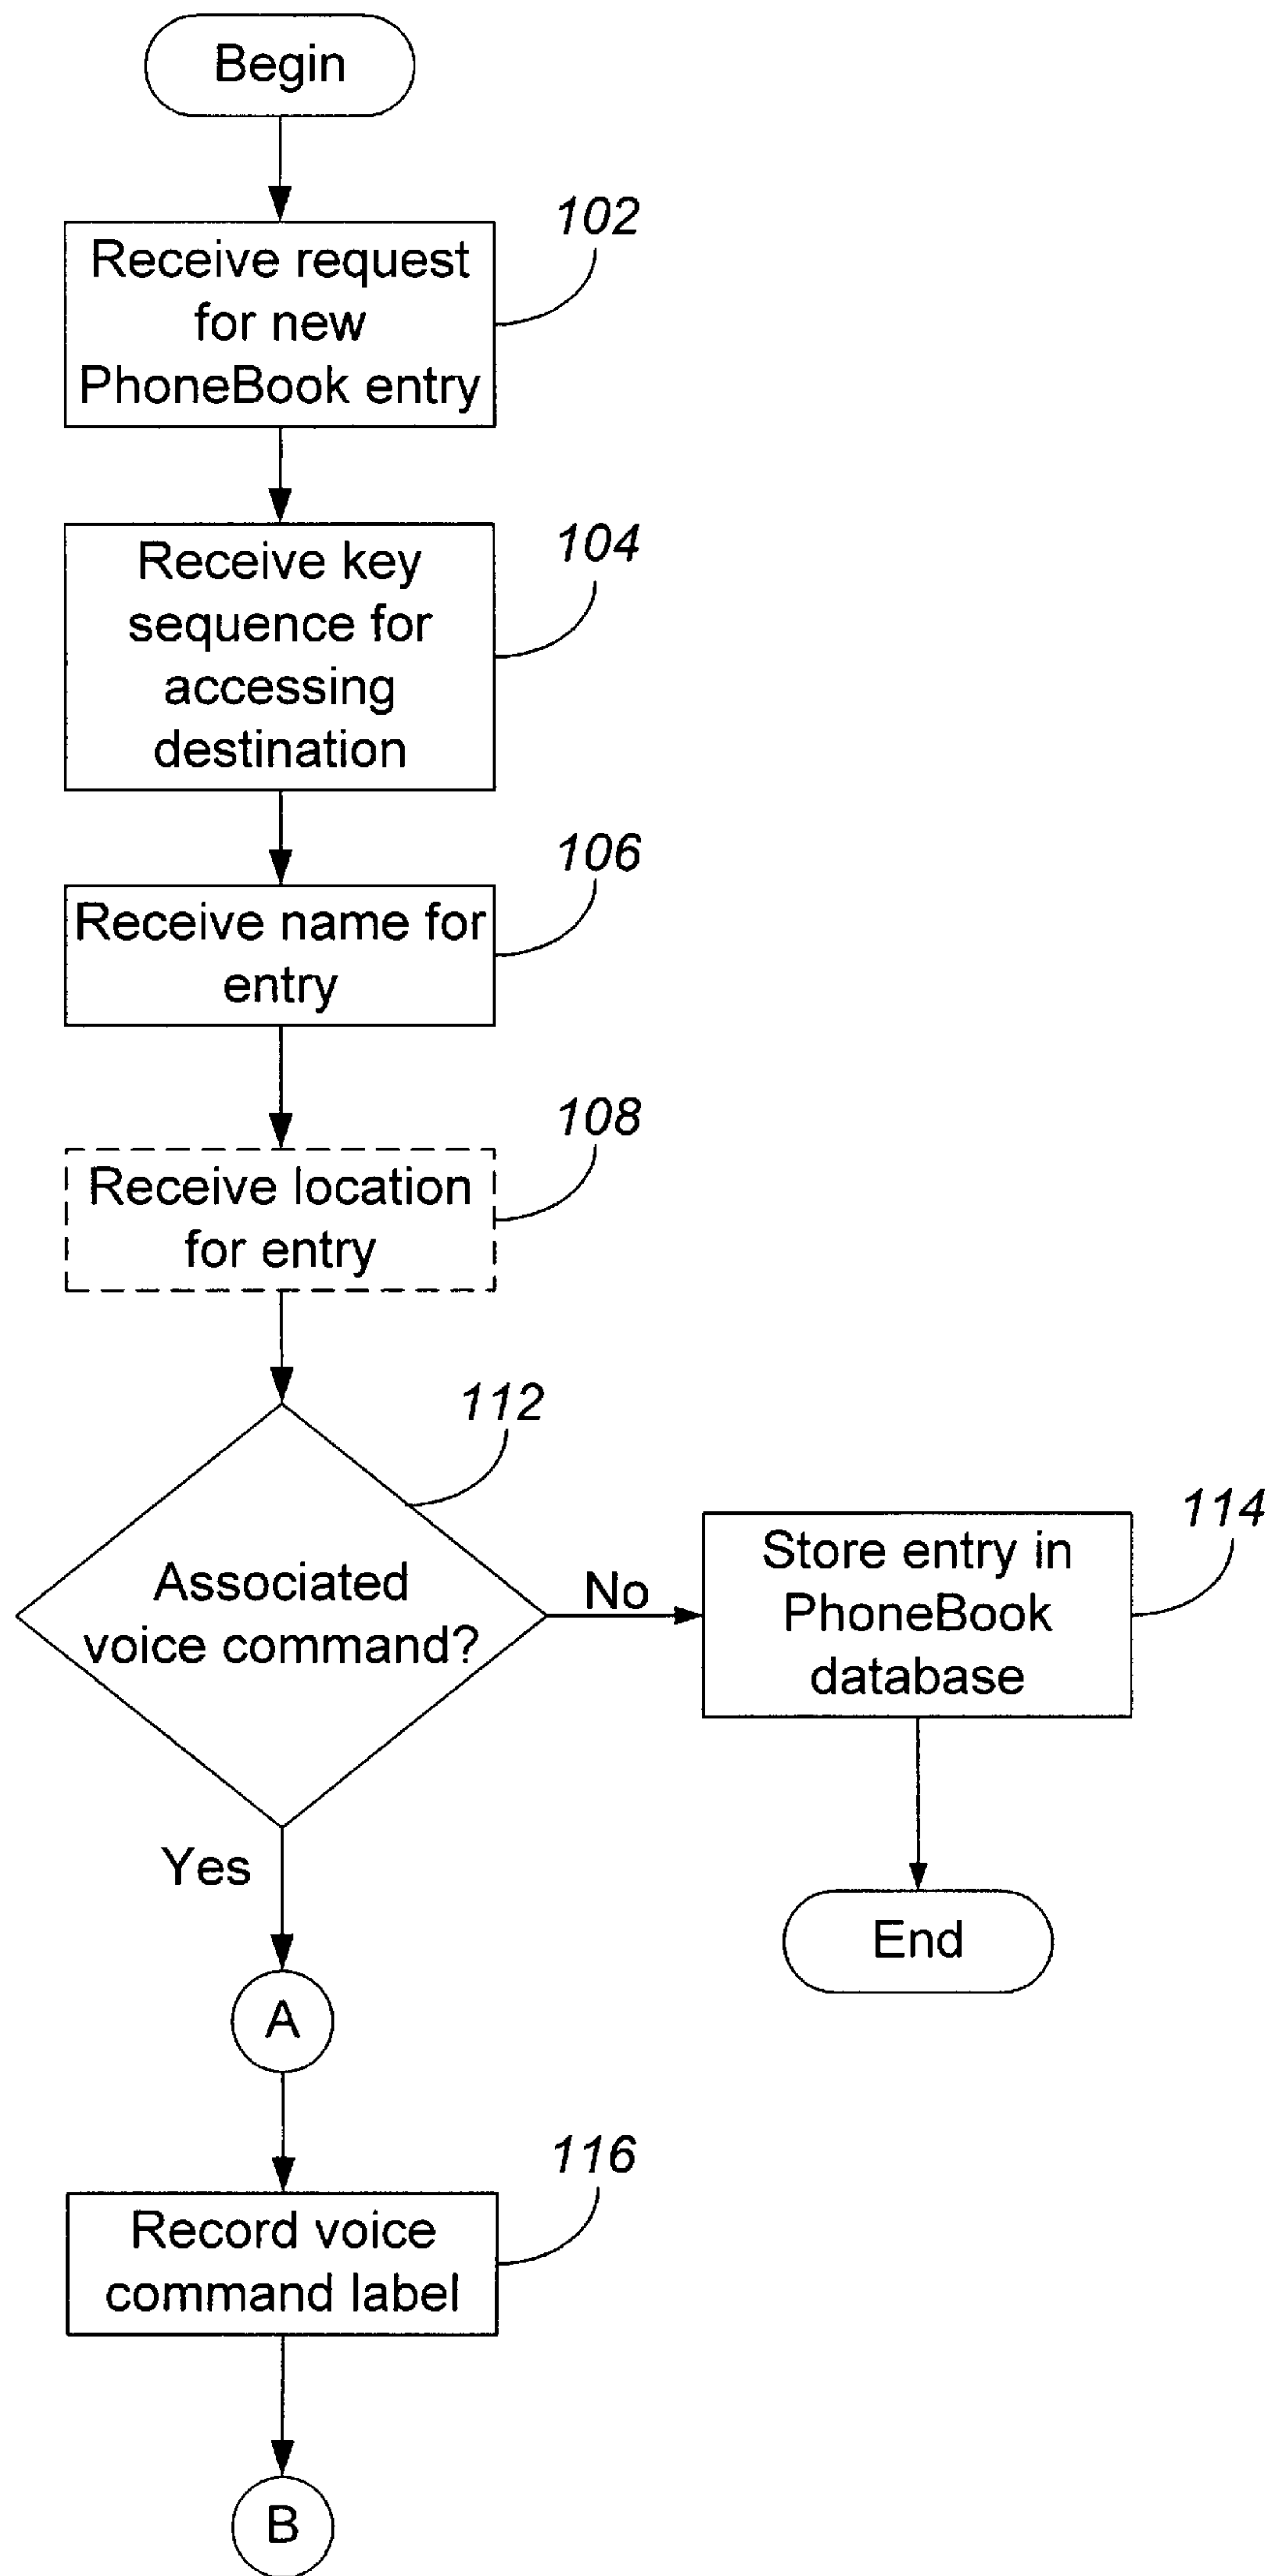 Begin
102
Receive request
for new
PhoneBook entry
104
Receive key
sequence for
accessing
destination
106
Receive name for
entry
108
Receive location
for entry
112
Associated
voice command?
No
114
Store entry in
PhoneBook
database
Yes
End
A
116
Record voice
command label
B